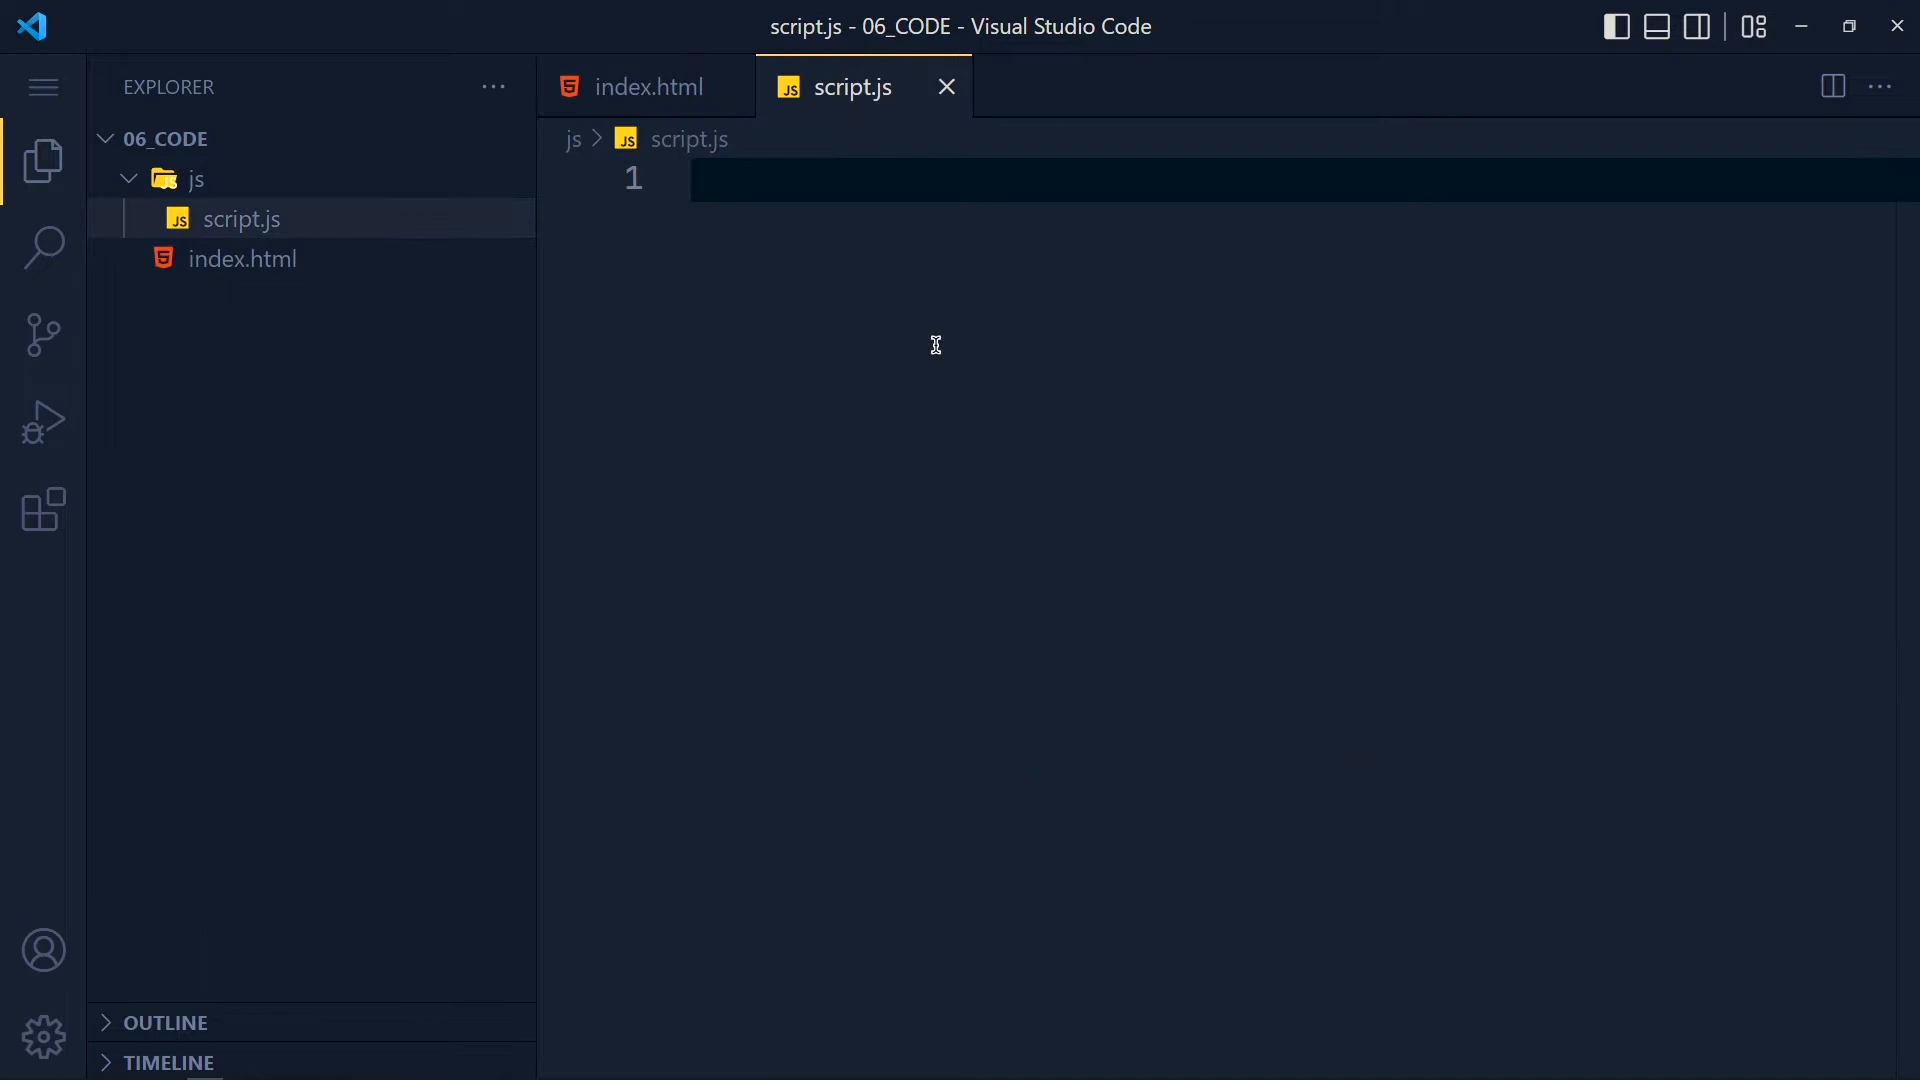 script.js - 06_CODE - Visual Studio Code
EXPLORER
index.html
JS script.js
06_CODE
js > JS script.js
JS js
1
JS script.js
index.html
OUTLINE
TIMELINE